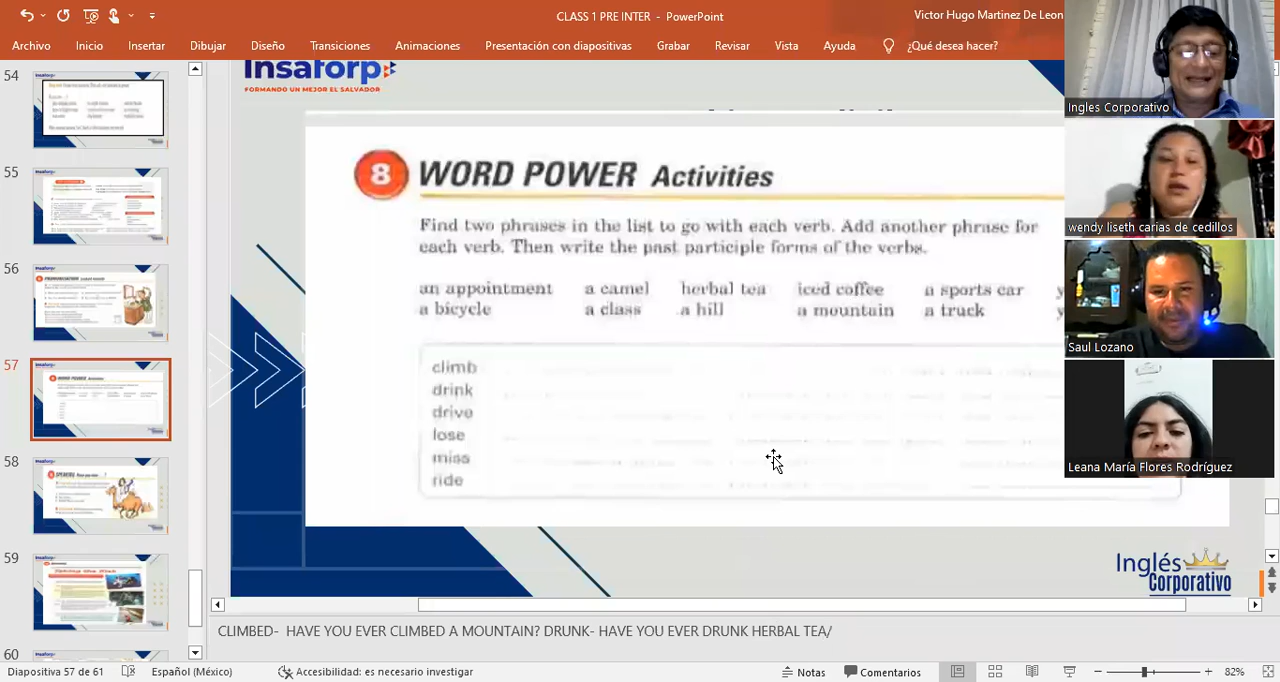 CLASS 1 PRE INTER - PowerPoint
Victor Hugo Martinez De Leon
Archivo Inicio Insertar Dibujar Diseño Transiciones Animaciones Presentación con diapositivas Grabar Revisar Vista Ayuda ¿Qué desea hacer?
54
55
56
57
58
59
60
Insaforp
FORMANDO UN MEJOR EL SALVADOR
8 WORD POWER Activities
Find two phrases in the list to go with each verb. Add another phrase for
each verb. Then write the past participle forms of the verbs.
an appointment a camel herbal tea iced coffee a sports car
a bicycle a class a hill a mountain a truck
climb
drink
drive
lose
miss
ride
Inglés
Corporativo
Ingles Corporativo
wendy liseth carias de cedillos
Saul Lozano
Leana María Flores Rodríguez
CLIMBED- HAVE YOU EVER CLIMBED A MOUNTAIN? DRUNK- HAVE YOU EVER DRUNK HERBAL TEA/
Diapositiva 57 de 61 Español (México) Accesibilidad: es necesario investigar Notas Comentarios 82%